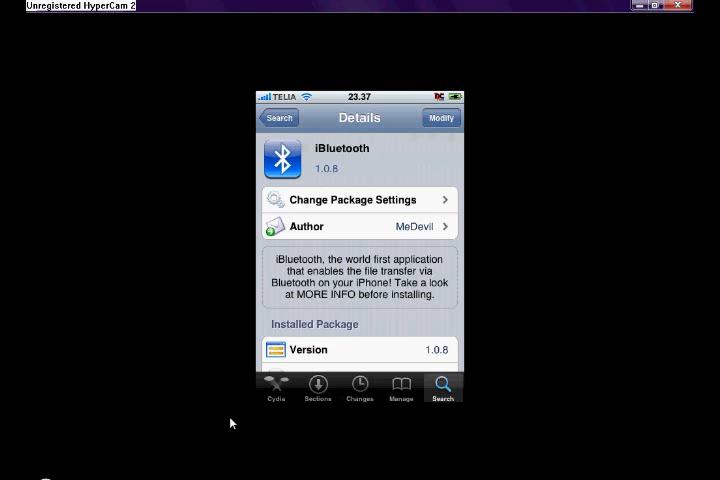 Unregistered HyperCam 2
TELIA 23.37
Search Details Modify
iBluetooth
1.0.8
Change Package Settings
Author MeDevil
iBluetooth, the world first application
that enables the file transfer via
Bluetooth on your iPhone! Take a look
at MORE INFO before installing.
Installed Package
Version 1.0.8
Cydia Sections Changes Manage Search